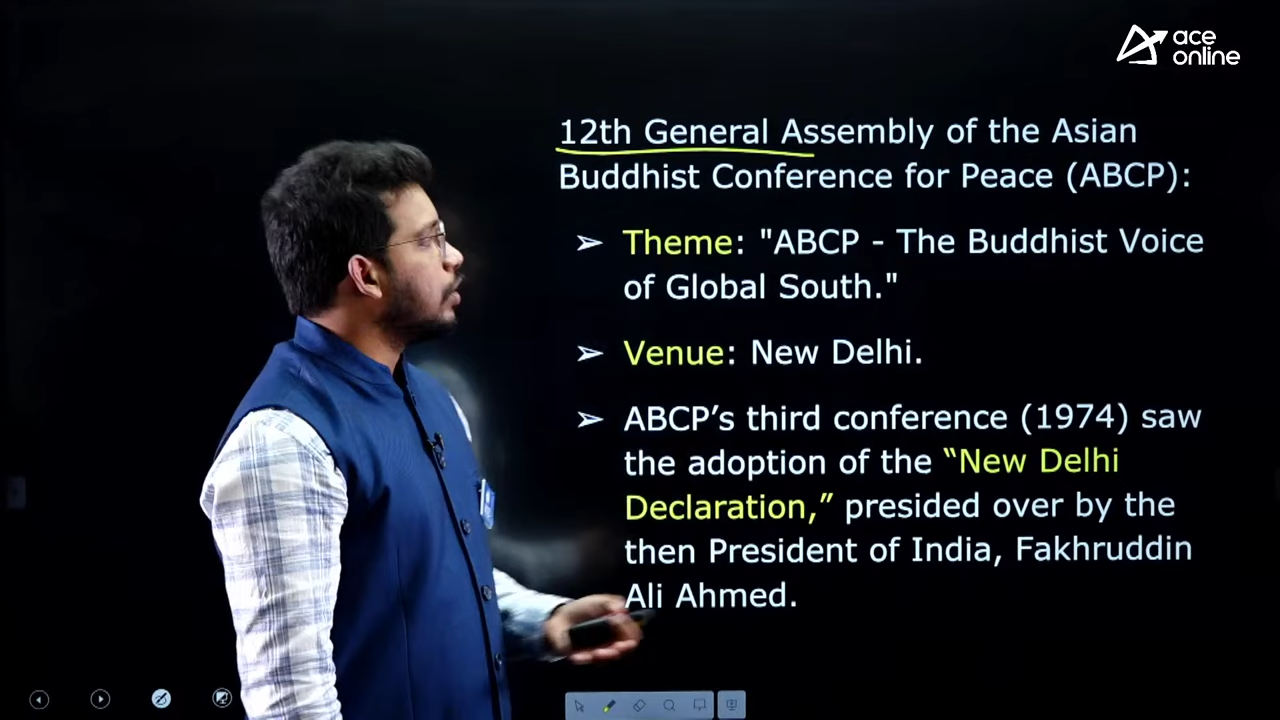 ace
online
12th General Assembly of the Asian
Buddhist Conference for Peace (ABCP):
➢ Theme: "ABCP - The Buddhist Voice
of Global South."
➢ Venue: New Delhi.
➢ ABCP’s third conference (1974) saw
the adoption of the “New Delhi
Declaration,” presided over by the
then President of India, Fakhruddin
Ali Ahmed.